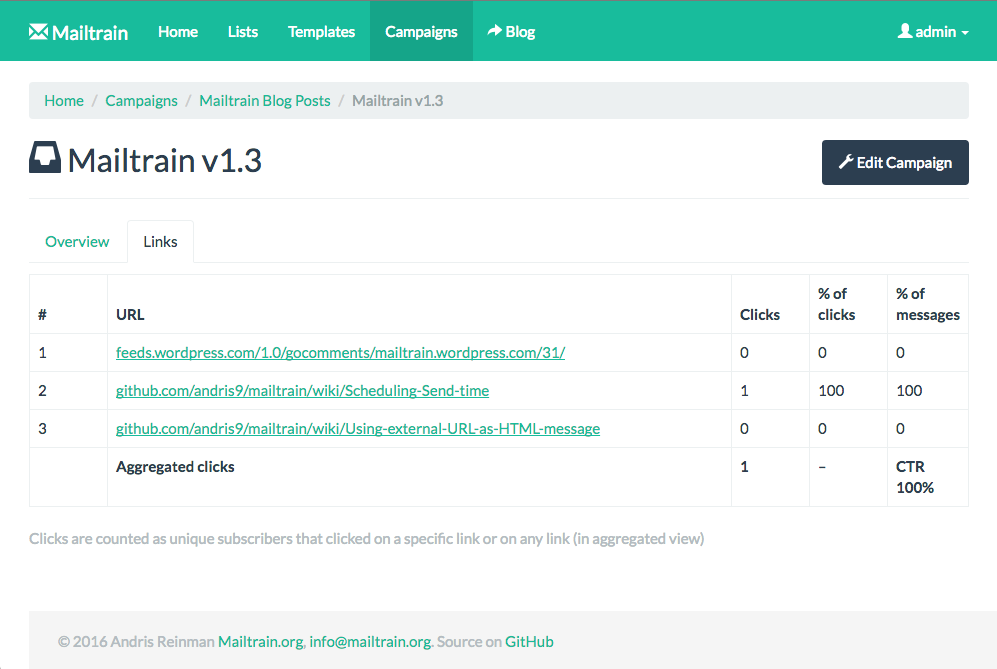 Mailtrain Home Lists Templates Campaigns Blog admin
Home / Campaigns / Mailtrain Blog Posts / Mailtrain v1.3
Mailtrain v1.3
Edit Campaign
Overview Links
# URL Clicks % of clicks % of messages
1 feeds.wordpress.com/1.0/gocomments/mailtrain.wordpress.com/31/ 0 0 0
2 github.com/andris9/mailtrain/wiki/Scheduling-Send-time 1 100 100
3 github.com/andris9/mailtrain/wiki/Using-external-URL-as-HTML-message 0 0 0
Aggregated clicks 1 – CTR 100%
Clicks are counted as unique subscribers that clicked on a specific link or on any link (in aggregated view)
© 2016 Andris Reinman Mailtrain.org, info@mailtrain.org. Source on GitHub